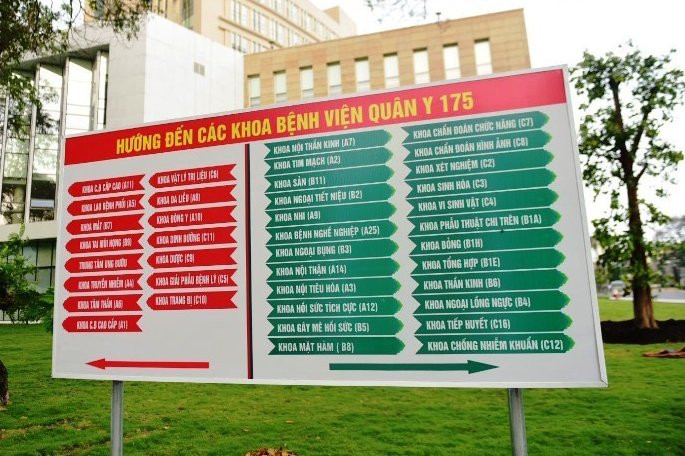 HƯỚNG ĐẾN CÁC KHOA BỆNH VIỆN QUÂN Y 175
KHOA C.B CẤP CAO (A11)
KHOA LAO BỆNH PHỔI (A5)
KHOA MẮT (B7)
KHOA TAI MŨI HỌNG (B9)
TRUNG TÂM UNG BƯỚU
KHOA TRUYỀN NHIỄM (A4)
KHOA TÂM THẦN (A6)
KHOA C.B CAO CẤP (A1)
KHOA VẬT LÝ TRỊ LIỆU (C6)
KHOA DA LIỄU (A8)
KHOA ĐÔNG Y (A10)
KHOA DINH DƯỠNG (C11)
KHOA DƯỢC (C9)
KHOA GIẢI PHẪU BỆNH LÝ (C5)
KHOA TRANG BỊ (C10)
KHOA NỘI THẦN KINH (A7)
KHOA TIM MẠCH (A2)
KHOA SẢN (B11)
KHOA NGOẠI TIẾT NIỆU (B2)
KHOA NHI (A9)
KHOA BỆNH NGHỀ NGHIỆP (A25)
KHOA NGOẠI BỤNG (B3)
KHOA NỘI THẬN (A14)
KHOA NỘI TIÊU HÓA (A3)
KHOA HỒI SỨC TÍCH CỰC (A12)
KHOA GÂY MÊ HỒI SỨC (B5)
KHOA MẶT HÀM ( B8)
KHOA CHẨN ĐOÁN CHỨC NĂNG (C7)
KHOA CHẨN ĐOÁN HÌNH ẢNH (C8)
KHOA XÉT NGHIỆM (C2)
KHOA SINH HÓA (C3)
KHOA VI SINH VẬT (C4)
KHOA PHẪU THUẬT CHI TRÊN (B1A)
KHOA BỎNG (B1H)
KHOA TỔNG HỢP (B1E)
KHOA THẦN KINH (B6)
KHOA NGOẠI LỒNG NGỰC (B4)
KHOA TIẾP HUYẾT (C16)
KHOA CHỐNG NHIỄM KHUẨN (C12)